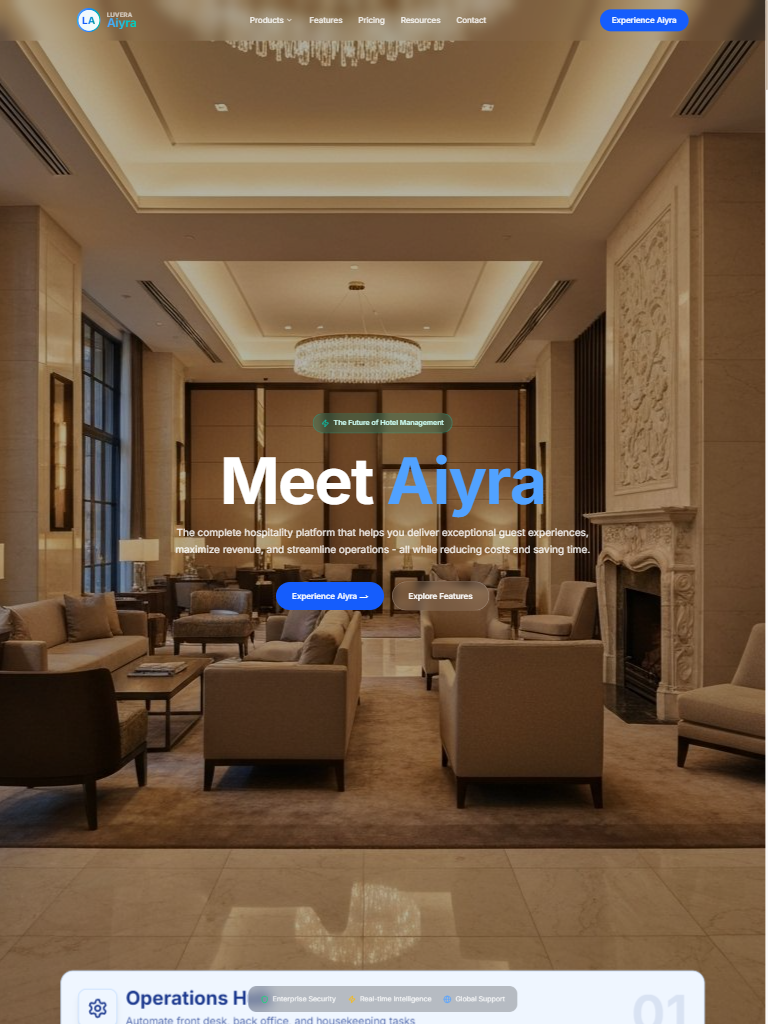 LA
LUVERA
Aiyra
Products
Features
Pricing
Resources
Contact
Experience Aiyra
The Future of Hotel Management
Meet Aiyra
The complete hospitality platform that helps you deliver exceptional guest experiences,
maximize revenue, and streamline operations - all while reducing costs and saving time.
Experience Aiyra →
Explore Features
Operations H
01
Enterprise Security
Real-time Intelligence
Global Support
Automate front desk, back office, and housekeeping tasks